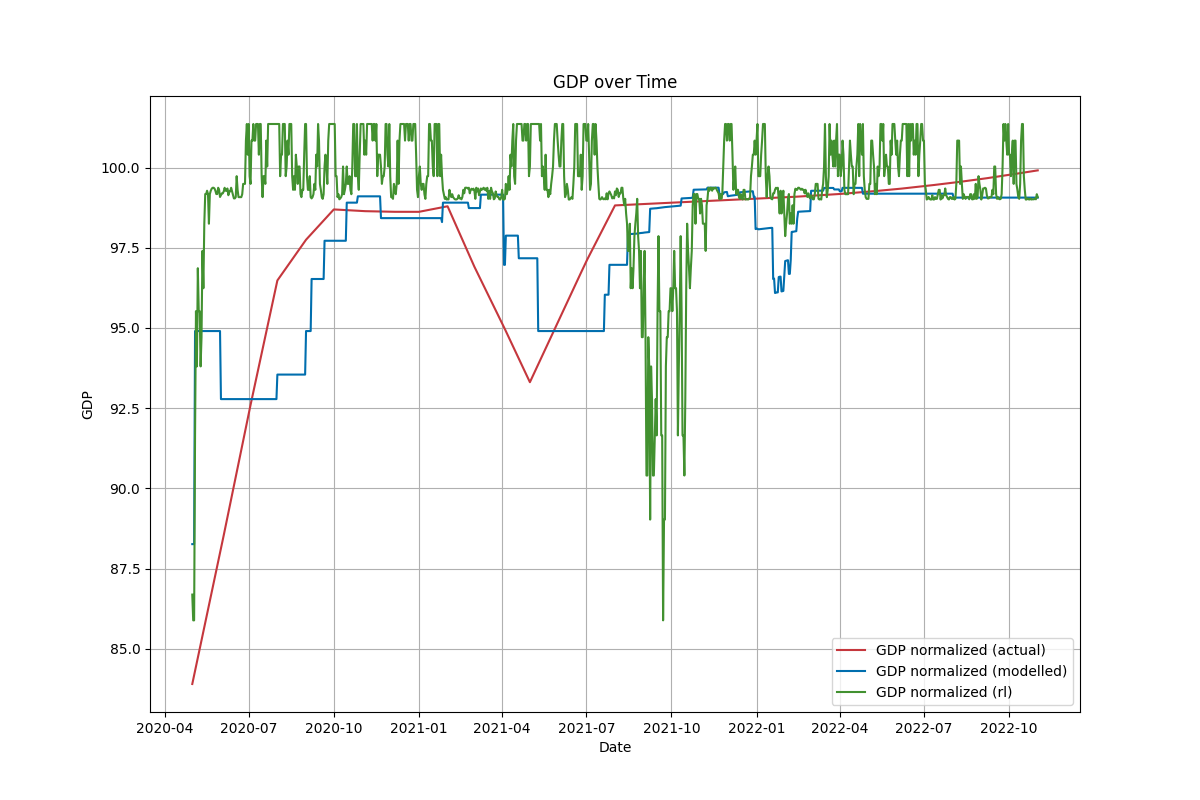 GDP over Time
GDP
100.0
97.5
95.0
92.5
90.0
87.5
85.0
2020-04 2020-07 2020-10 2021-01 2021-04 2021-07 2021-10 2022-01 2022-04 2022-07 2022-10
Date
GDP normalized (actual)
GDP normalized (modelled)
GDP normalized (rl)